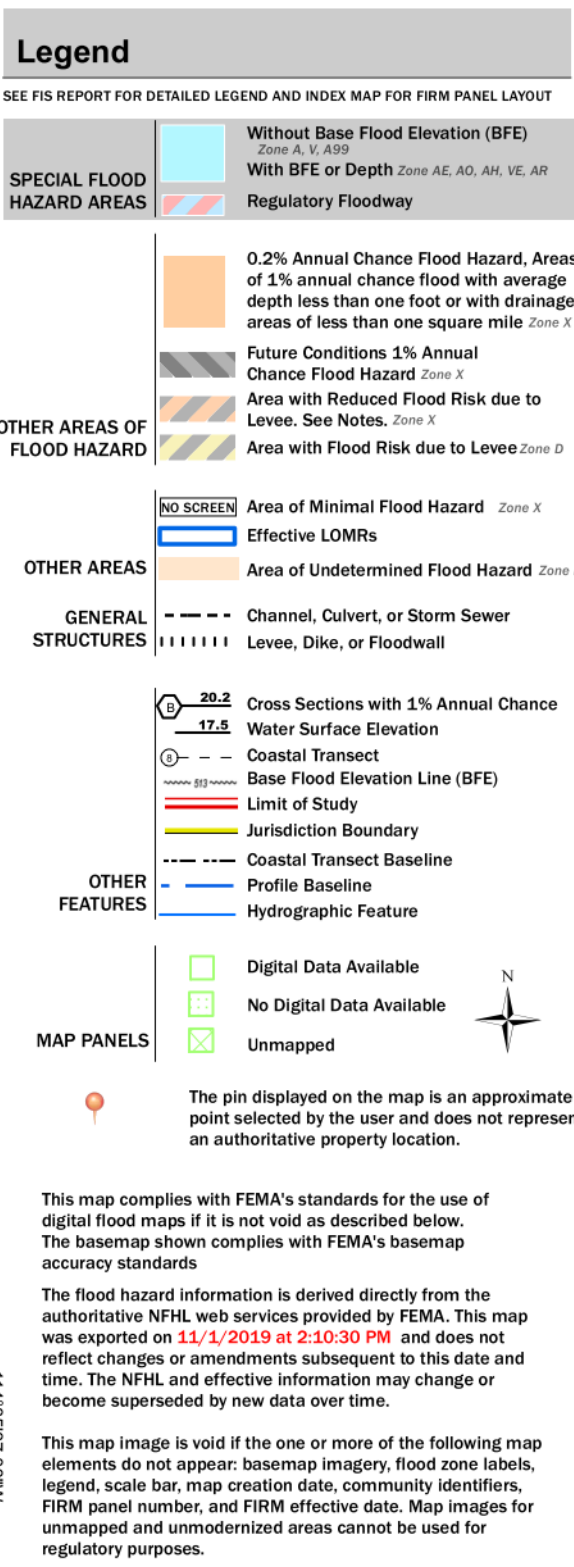 Legend
SEE FIS REPORT FOR DETAILED LEGEND AND INDEX MAP FOR FIRM PANEL LAYOUT
SPECIAL FLOOD
HAZARD AREAS
Without Base Flood Elevation (BFE)
Zone A, V, A99
With BFE or Depth Zone AE, AO, AH, VE, AR
Regulatory Floodway
0.2% Annual Chance Flood Hazard, Areas
of 1% annual chance flood with average
depth less than one foot or with drainage
areas of less than one square mile Zone X
Future Conditions 1% Annual
Chance Flood Hazard Zone X
Area with Reduced Flood Risk due to
Levee. See Notes. Zone X
OTHER AREAS OF
FLOOD HAZARD
Area with Flood Risk due to Levee Zone D
NO SCREEN Area of Minimal Flood Hazard Zone X
Effective LOMRs
OTHER AREAS
Area of Undetermined Flood Hazard Zone
GENERAL
STRUCTURES
Channel, Culvert, or Storm Sewer
Levee, Dike, or Floodwall
B 20.2 Cross Sections with 1% Annual Chance
17.5 Water Surface Elevation
8 Coastal Transect
513 Base Flood Elevation Line (BFE)
Limit of Study
Jurisdiction Boundary
Coastal Transect Baseline
OTHER
FEATURES
Profile Baseline
Hydrographic Feature
Digital Data Available
No Digital Data Available
N
MAP PANELS
Unmapped
The pin displayed on the map is an approximate
point selected by the user and does not represen
an authoritative property location.
This map complies with FEMA's standards for the use of
digital flood maps if it is not void as described below.
The basemap shown complies with FEMA's basemap
accuracy standards
The flood hazard information is derived directly from the
authoritative NFHL web services provided by FEMA. This map
was exported on 11/1/2019 at 2:10:30 PM and does not
reflect changes or amendments subsequent to this date and
time. The NFHL and effective information may change or
become superseded by new data over time.
This map image is void if the one or more of the following map
elements do not appear: basemap imagery, flood zone labels,
legend, scale bar, map creation date, community identifiers,
FIRM panel number, and FIRM effective date. Map images for
unmapped and unmodernized areas cannot be used for
regulatory purposes.